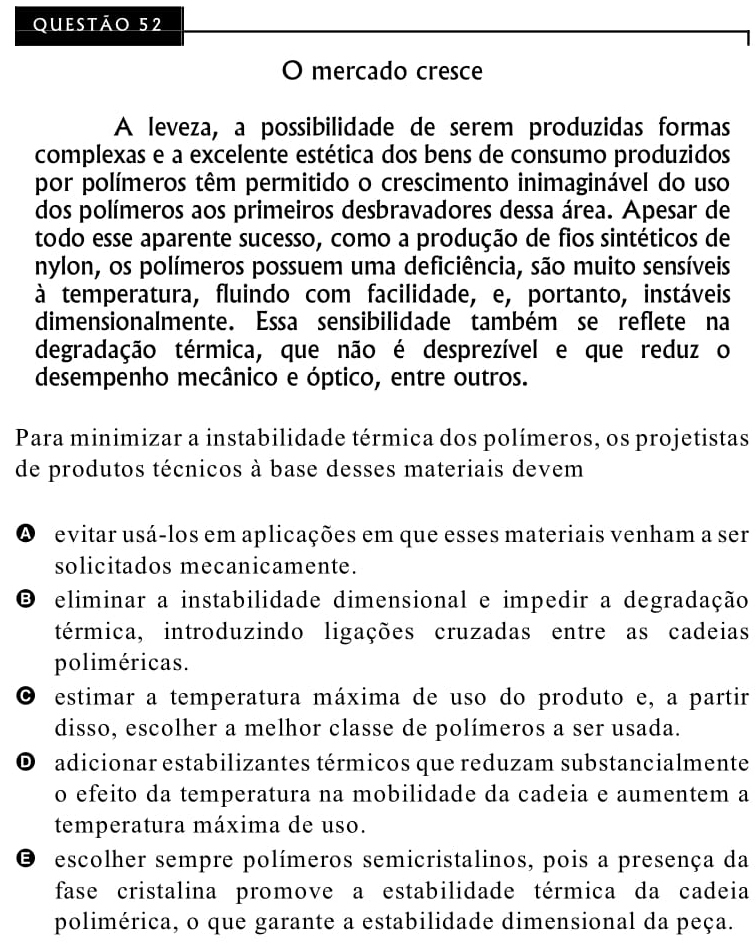 QUESTÃO 52
O mercado cresce
A leveza, a possibilidade de serem produzidas formas
complexas e a excelente estética dos bens de consumo produzidos
por polímeros têm permitido o crescimento inimaginável do uso
dos polímeros aos primeiros desbravadores dessa área. Apesar de
todo esse aparente sucesso, como a produção de fios sintéticos de
nylon, os polímeros possuem uma deficiência, são muito sensíveis
à temperatura, fluindo com facilidade, e, portanto, instáveis
dimensionalmente. Essa sensibilidade também se reflete na
degradação térmica, que não é desprezível e que reduz o
desempenho mecânico e óptico, entre outros.
Para minimizar a instabilidade térmica dos polímeros, os projetistas
de produtos técnicos à base desses materiais devem
A evitar usá-los em aplicações em que esses materiais venham a ser
solicitados mecanicamente.
B eliminar a instabilidade dimensional e impedir a degradação
térmica, introduzindo ligações cruzadas entre as cadeias
poliméricas.
C estimar a temperatura máxima de uso do produto e, a partir
disso, escolher a melhor classe de polímeros a ser usada.
D adicionar estabilizantes térmicos que reduzam substancialmente
o efeito da temperatura na mobilidade da cadeia e aumentem a
temperatura máxima de uso.
E escolher sempre polímeros semicristalinos, pois a presença da
fase cristalina promove a estabilidade térmica da cadeia
polimérica, o que garante a estabilidade dimensional da peça.